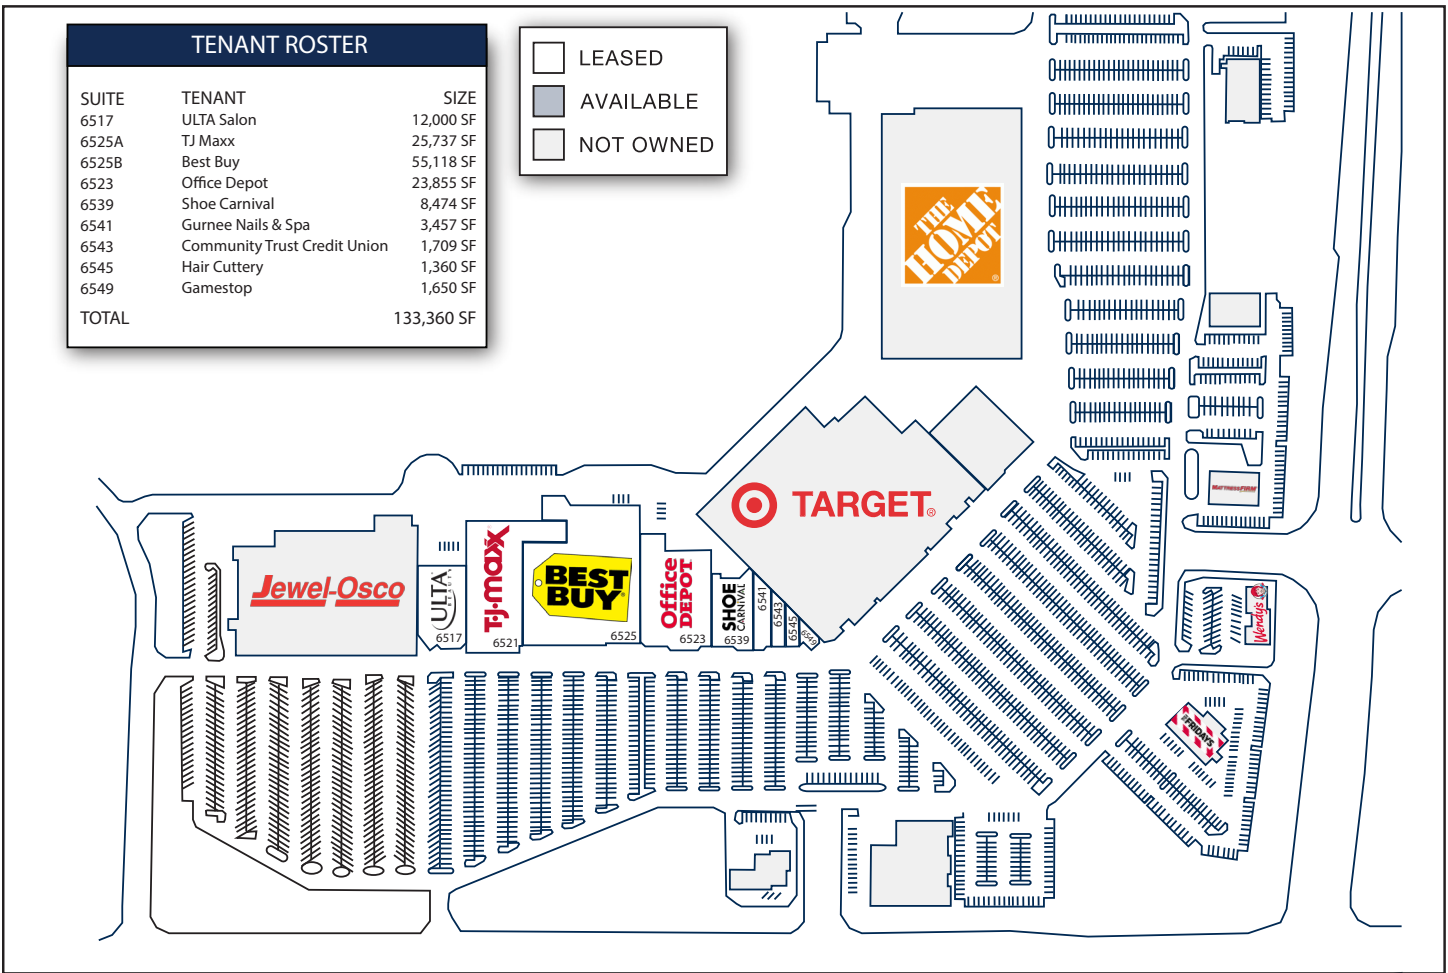 TENANT ROSTER
SUITE TENANT SIZE
6517 ULTA Salon 12,000 SF
6525A TJ Maxx 25,737 SF
6525B Best Buy 55,118 SF
6523 Office Depot 23,855 SF
6539 Shoe Carnival 8,474 SF
6541 Gurnee Nails & Spa 3,457 SF
6543 Community Trust Credit Union 1,709 SF
6545 Hair Cuttery 1,360 SF
6549 Gamestop 1,650 SF
TOTAL 133,360 SF
LEASED
AVAILABLE
NOT OWNED
THE
HOME
DEPOT
®
MATTRESS FIRM
TARGET®
Jewel-Osco
ULTA
BEAUTY
6517
T.J.maxx
6521
BEST
BUY
6525
Office
DEPOT
6523
SHOE
CARNIVAL
6539
6541
6543
6545
6549
Wendy's
FRIDAYS